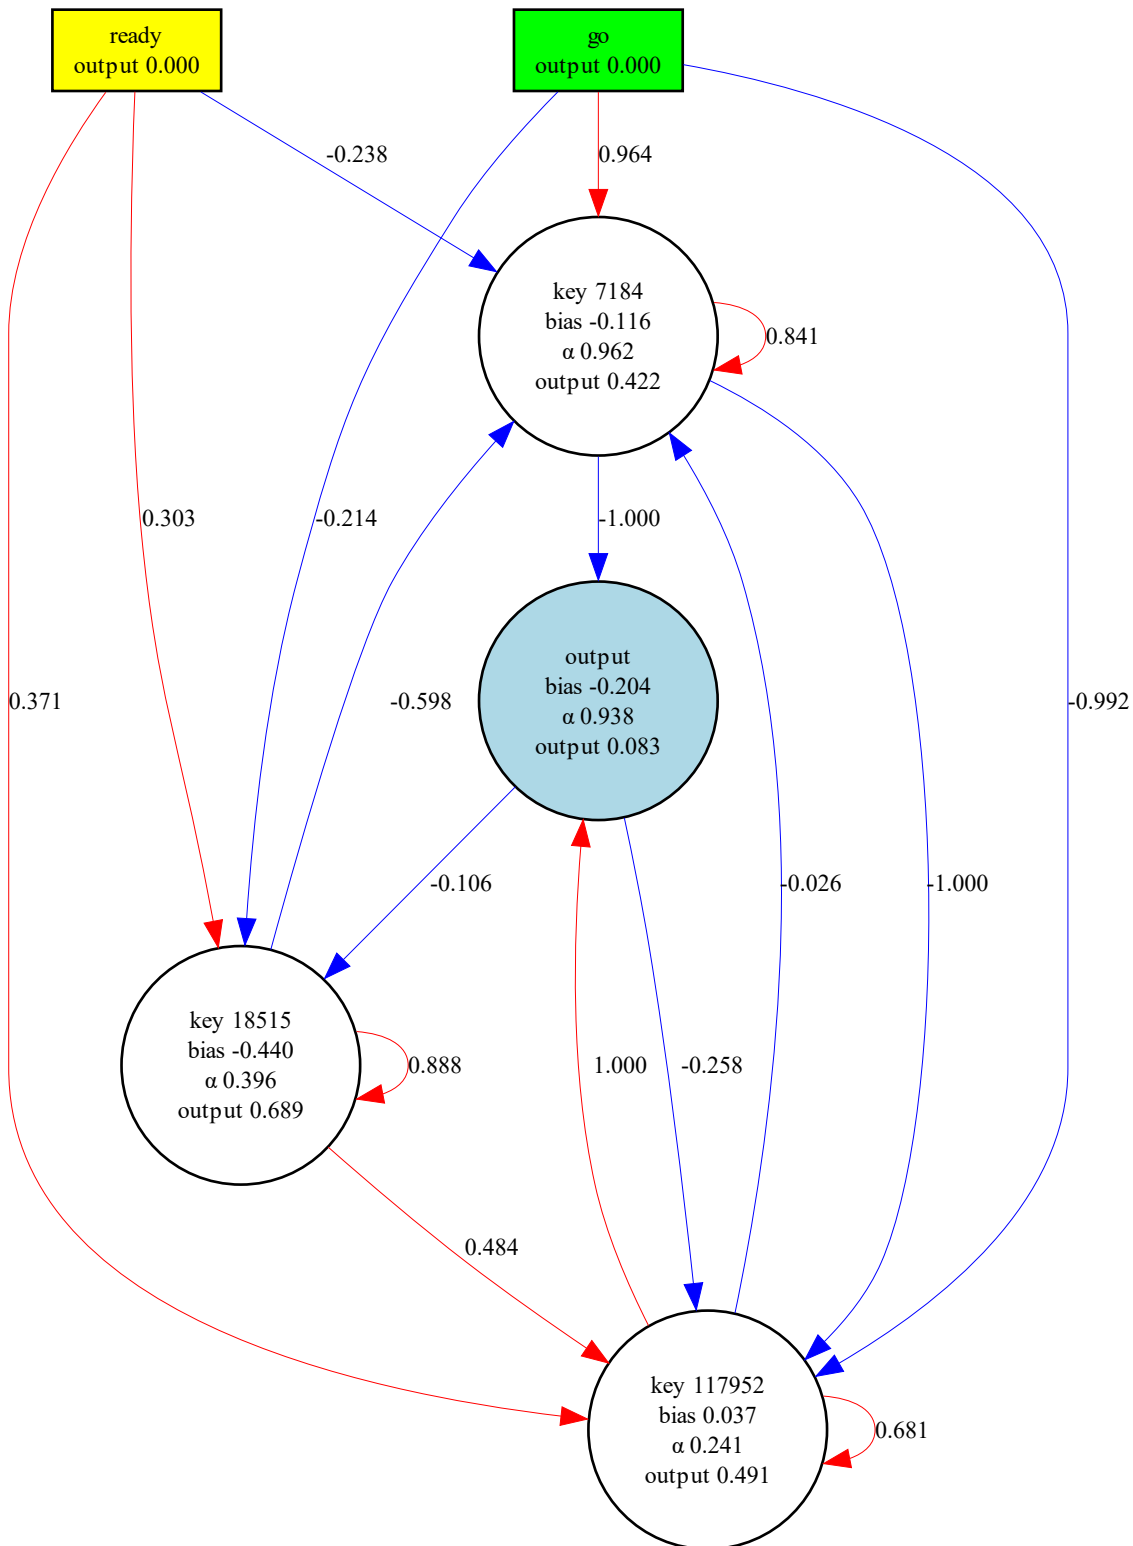 ready
output 0.000
go
output 0.000
-0.238
0.964
key 7184
bias -0.116
α 0.962
output 0.422
0.841
0.303
-0.214
-1.000
output
bias -0.204
α 0.938
output 0.083
0.371
-0.598
-0.992
-0.106
-0.026
-1.000
key 18515
bias -0.440
α 0.396
output 0.689
0.888
1.000
-0.258
0.484
key 117952
bias 0.037
α 0.241
output 0.491
0.681